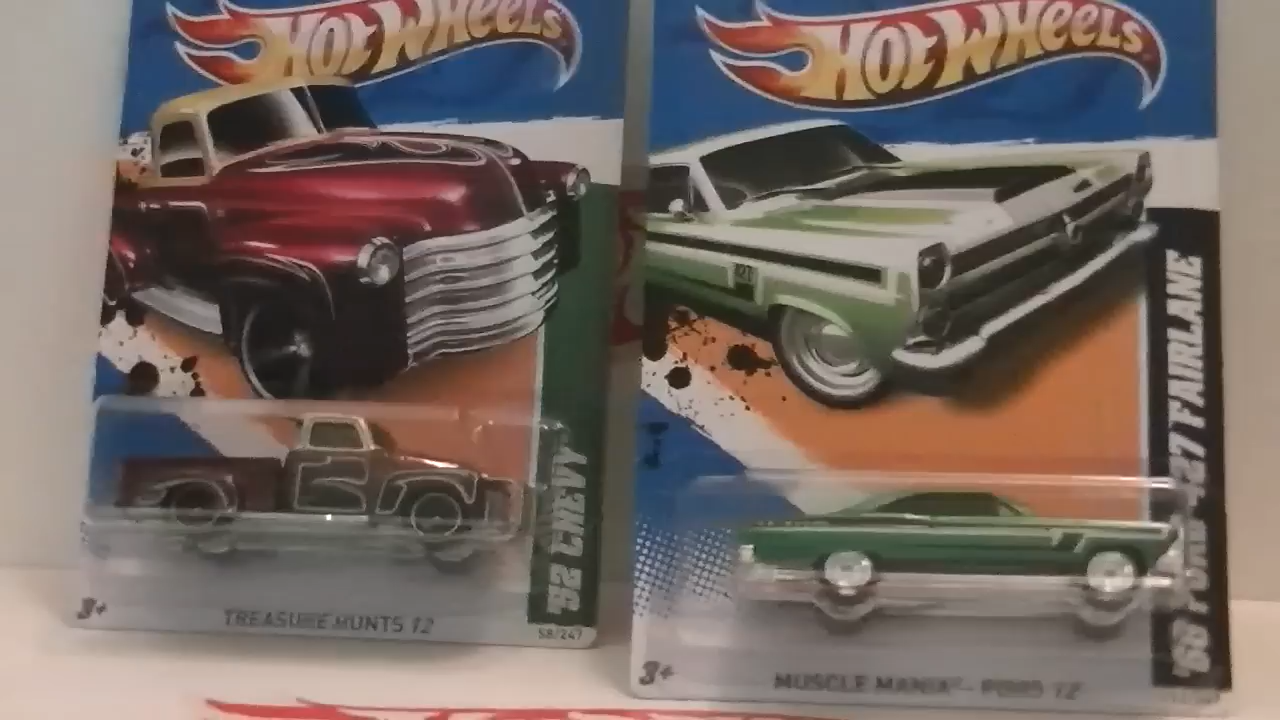 HOT WHEELS
'52 CHEVY
3+
TREASURE HUNTS 12
58/247
HOT WHEELS
'66 FORD 427 FAIRLANE
3+
MUSCLE MANIA - FORD 12